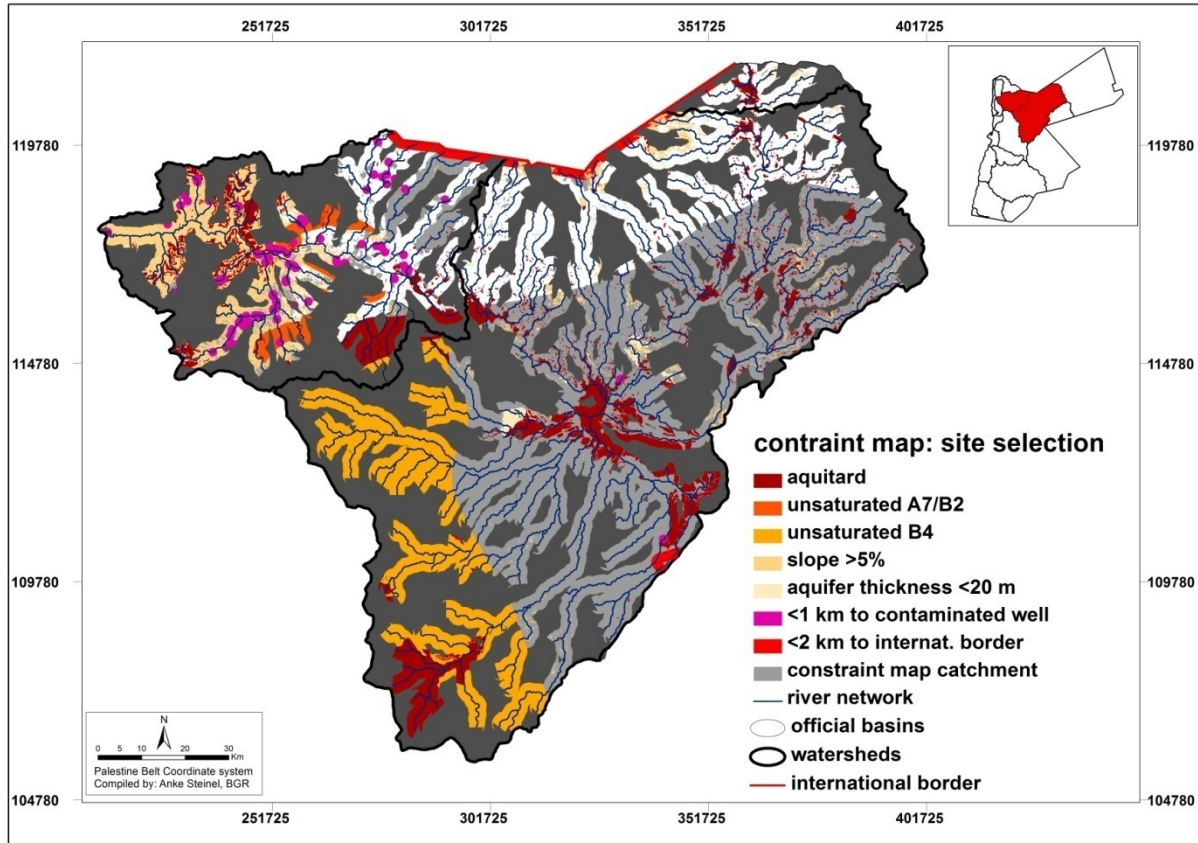 251725 301725 351725 401725
119780 119780
114780 114780
contraint map: site selection
aquitard
unsaturated A7/B2
unsaturated B4
slope >5%
109780 109780
aquifer thickness <20 m
<1 km to contaminated well
<2 km to internat. border
constraint map catchment
river network
official basins
watersheds
international border
N
0 5 10 20 30
Km
Palestine Belt Coordinate system
Compiled by: Anke Steinel, BGR
104780 104780
251725 301725 351725 401725